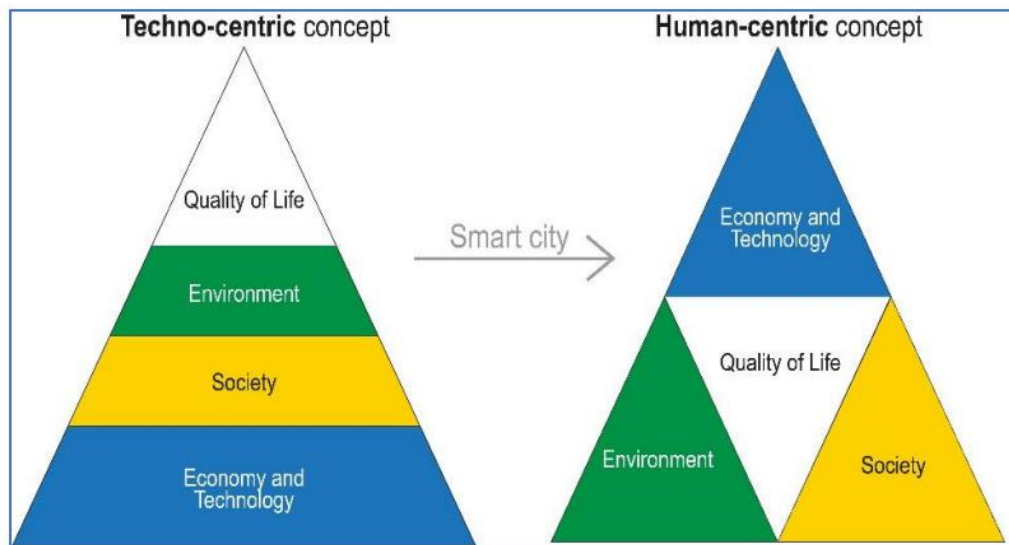 Techno-centric concept
Quality of Life
Environment
Society
Economy and
Technology
Smart city
Human-centric concept
Economy and
Technology
Quality of Life
Environment
Society